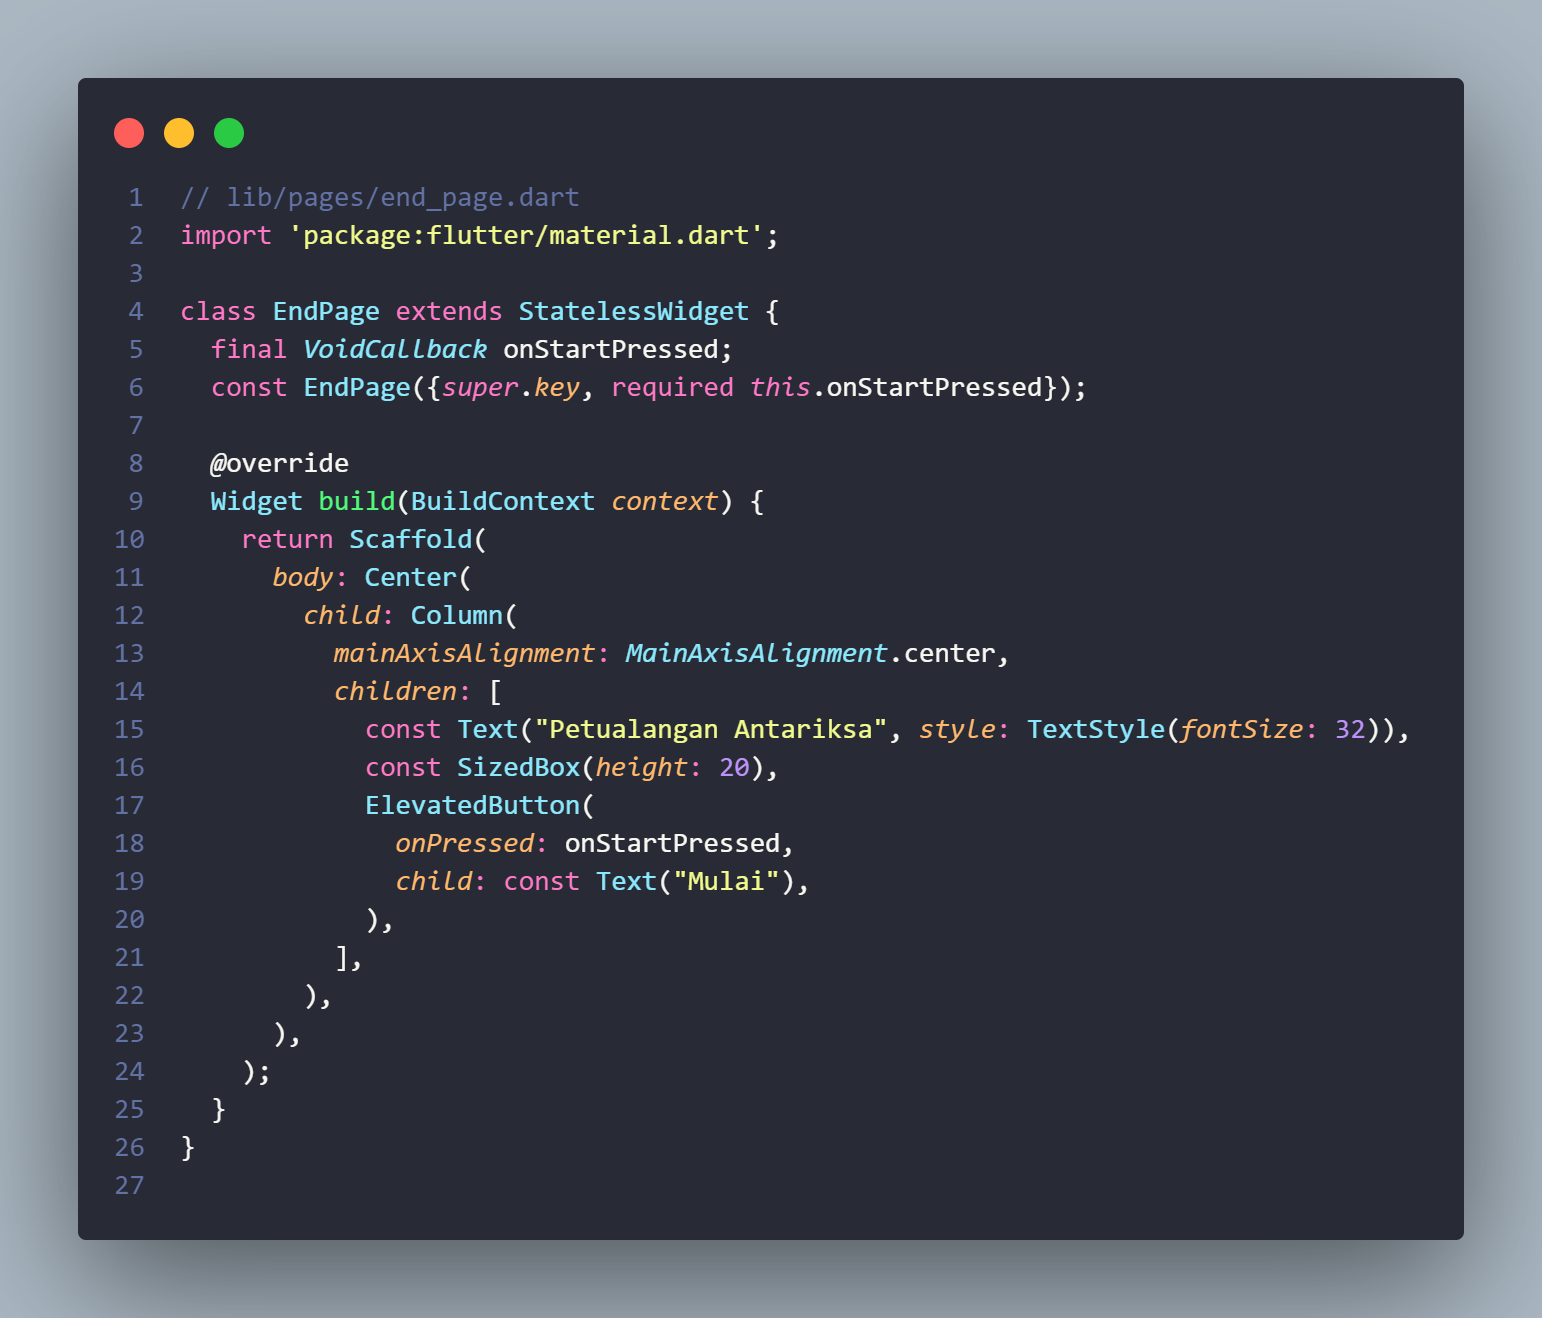 1 // lib/pages/end_page.dart
2 import 'package:flutter/material.dart';
3
4 class EndPage extends StatelessWidget {
5   final VoidCallback onStartPressed;
6   const EndPage({super.key, required this.onStartPressed});
7
8   @override
9   Widget build(BuildContext context) {
10     return Scaffold(
11       body: Center(
12         child: Column(
13           mainAxisAlignment: MainAxisAlignment.center,
14           children: [
15             const Text("Petualangan Antariksa", style: TextStyle(fontSize: 32)),
16             const SizedBox(height: 20),
17             ElevatedButton(
18               onPressed: onStartPressed,
19               child: const Text("Mulai"),
20             ),
21           ],
22         ),
23       ),
24     );
25   }
26 }
27